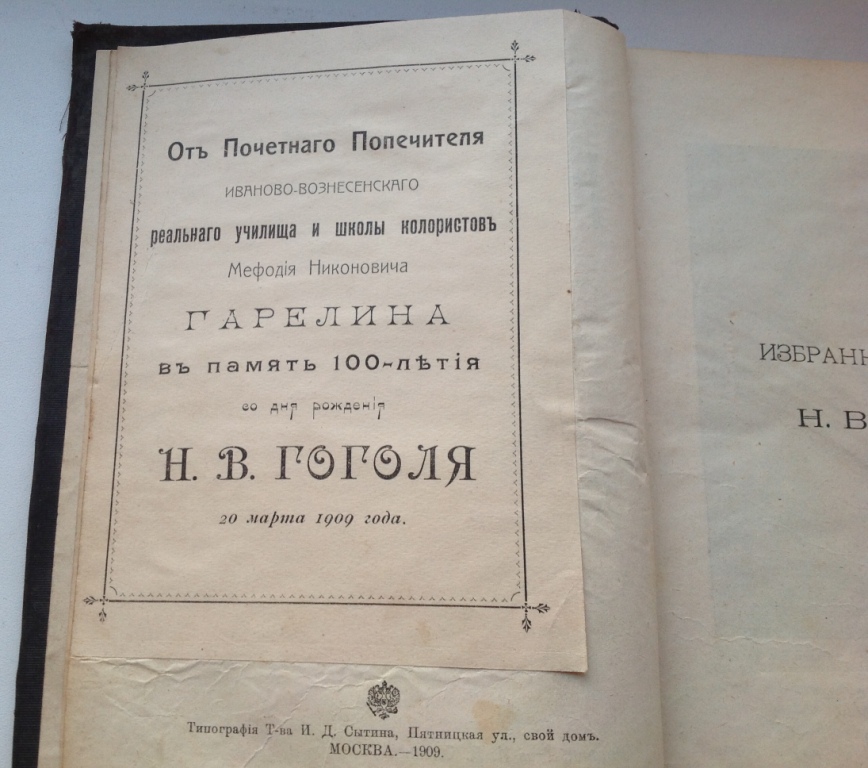 Отъ Почетнаго Попечителя
ИВАНОВО-ВОЗНЕСЕНСКАГО
реальнаго училища и школы колористовъ
Мефодія Никоновича
ГАРЕЛИНА
въ память 100-лѣтія
со дня рожденія
Н. В. ГОГОЛЯ
20 марта 1909 года.
Типографія Т-ва И. Д. Сытина, Пятницкая ул., свой домъ.
МОСКВА.—1909.
ИЗБРАНН
Н. В